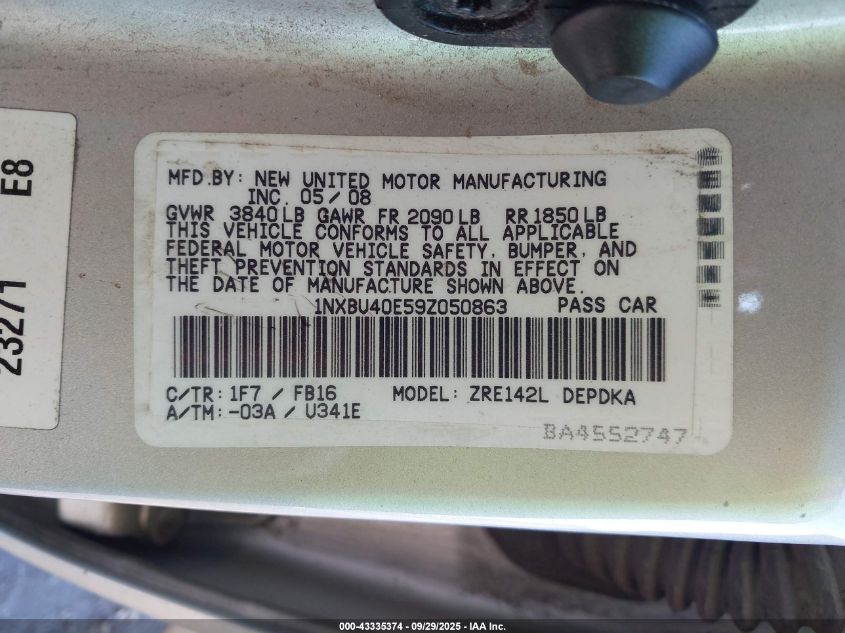 MFD.BY: NEW UNITED MOTOR MANUFACTURING
INC. 05/08
GVWR 3840 LB GAWR FR 2090 LB RR 1850 LB
THIS VEHICLE CONFORMS TO ALL APPLICABLE
FEDERAL MOTOR VEHICLE SAFETY, BUMPER, AND
THEFT PREVENTION STANDARDS IN EFFECT ON
THE DATE OF MANUFACTURE SHOWN ABOVE.
1NXBU40E59Z050863 PASS CAR
C/TR: 1F7 / FB16 MODEL: ZRE142L DEPDKA
A/TM: -03A / U341E
BA4552747
23271 E8
000-43335374 - 09/29/2025 - IAA Inc.